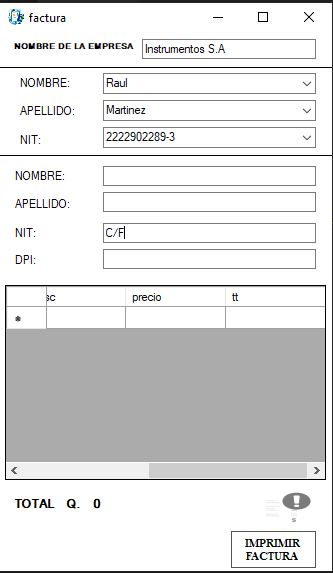 factura
NOMBRE DE LA EMPRESA Instrumentos S.A
NOMBRE: Raul
APELLIDO: Martinez
NIT: 2222902289-3
NOMBRE:
APELLIDO:
NIT: C/F
DPI:
sc precio tt
*
TOTAL Q. 0
s
IMPRIMIR
FACTURA